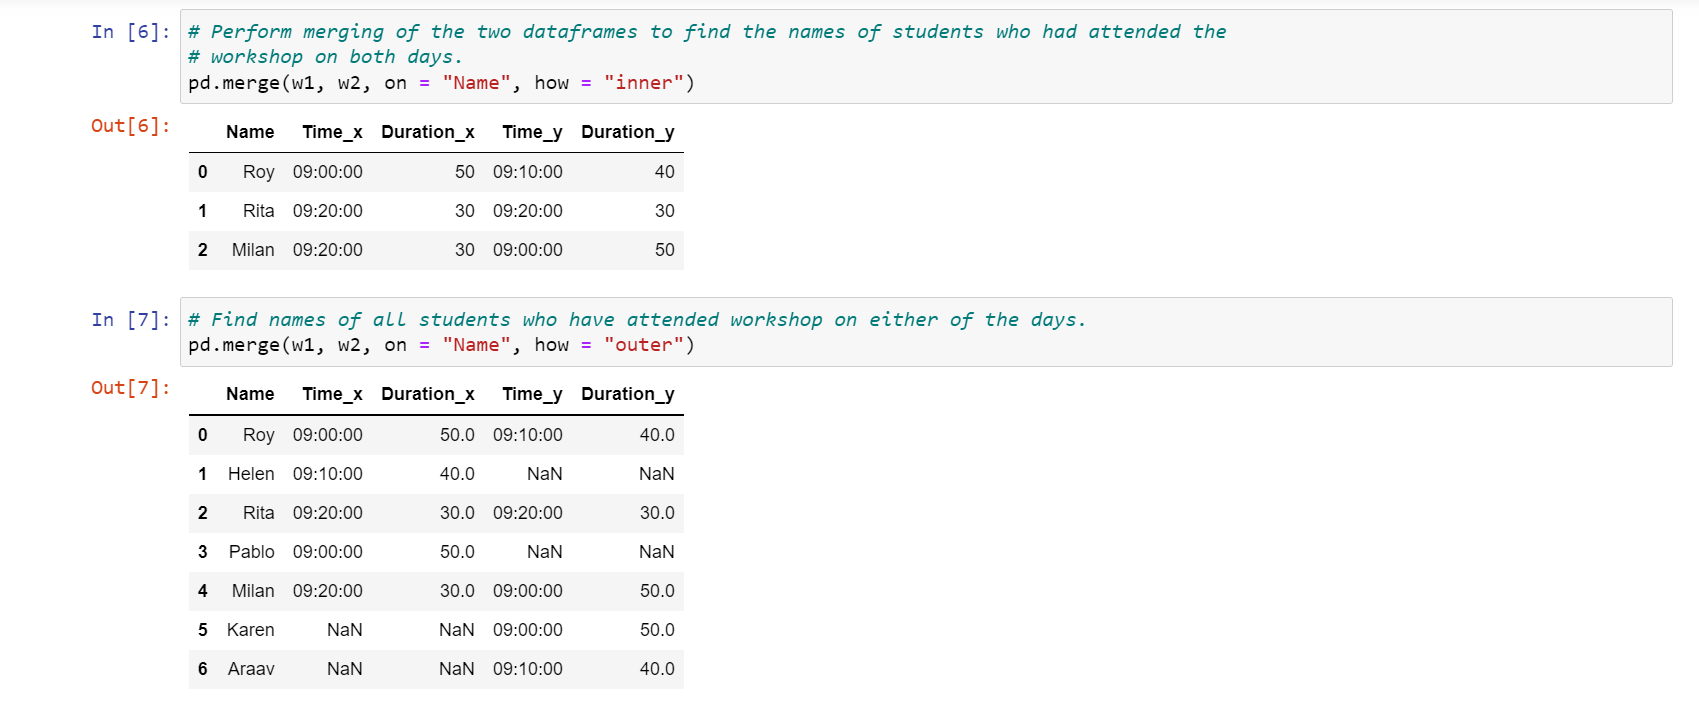 In [6]: # Perform merging of the two dataframes to find the names of students who had attended the
# workshop on both days.
pd.merge(w1, w2, on = "Name", how = "inner")
Out[6]:
Name Time_x Duration_x Time_y Duration_y
0 Roy 09:00:00 50 09:10:00 40
1 Rita 09:20:00 30 09:20:00 30
2 Milan 09:20:00 30 09:00:00 50
In [7]: # Find names of all students who have attended workshop on either of the days.
pd.merge(w1, w2, on = "Name", how = "outer")
Out[7]:
Name Time_x Duration_x Time_y Duration_y
0 Roy 09:00:00 50.0 09:10:00 40.0
1 Helen 09:10:00 40.0 NaN NaN
2 Rita 09:20:00 30.0 09:20:00 30.0
3 Pablo 09:00:00 50.0 NaN NaN
4 Milan 09:20:00 30.0 09:00:00 50.0
5 Karen NaN NaN 09:00:00 50.0
6 Araav NaN NaN 09:10:00 40.0